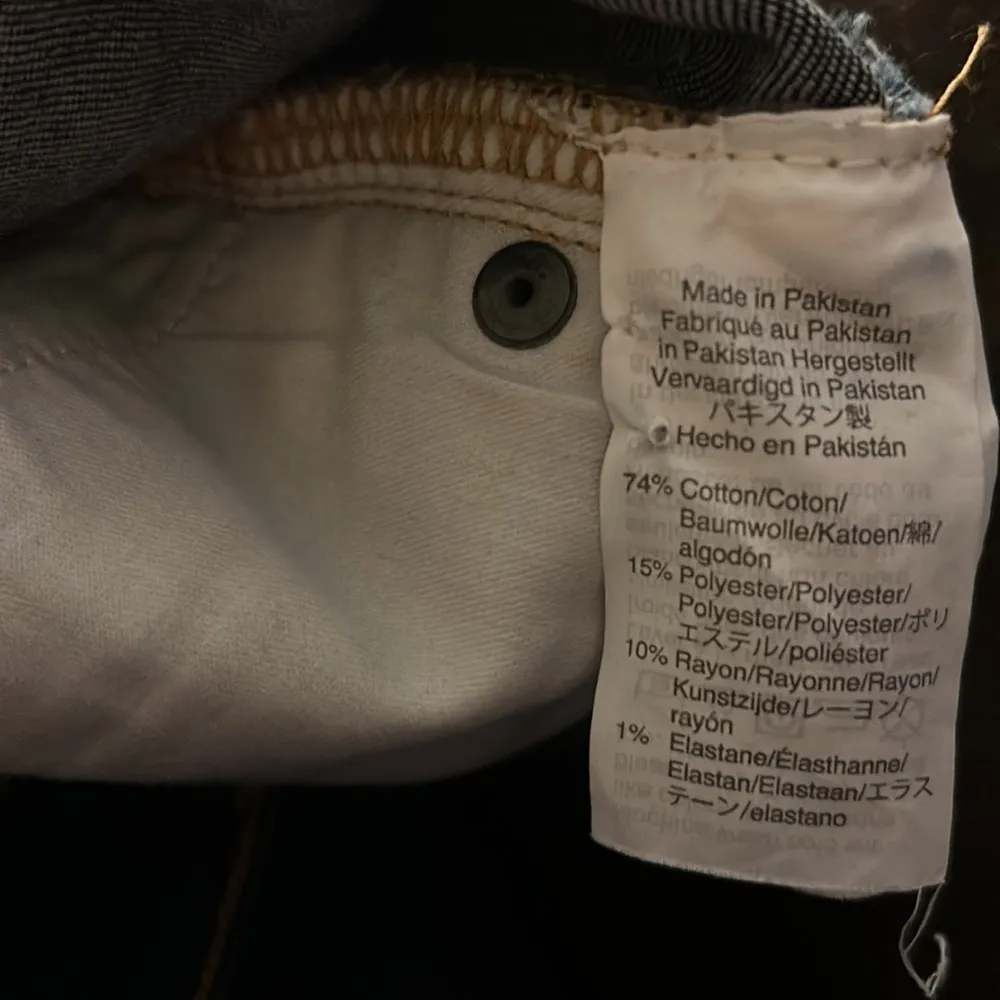 Made in Pakistan
Fabriqué au Pakistan
in Pakistan Hergestellt
Vervaardigd in Pakistan
パキスタン製
Hecho en Pakistán
74% Cotton/Coton/
Baumwolle/Katoen/綿/
algodón
15% Polyester/Polyester/
Polyester/Polyester/ポリ
エステル/poliéster
10% Rayon/Rayonne/Rayon/
Kunstzijde/レーヨン/
rayón
1% Elastane/Élasthanne/
Elastan/Elastaan/エラス
テーン/elastano